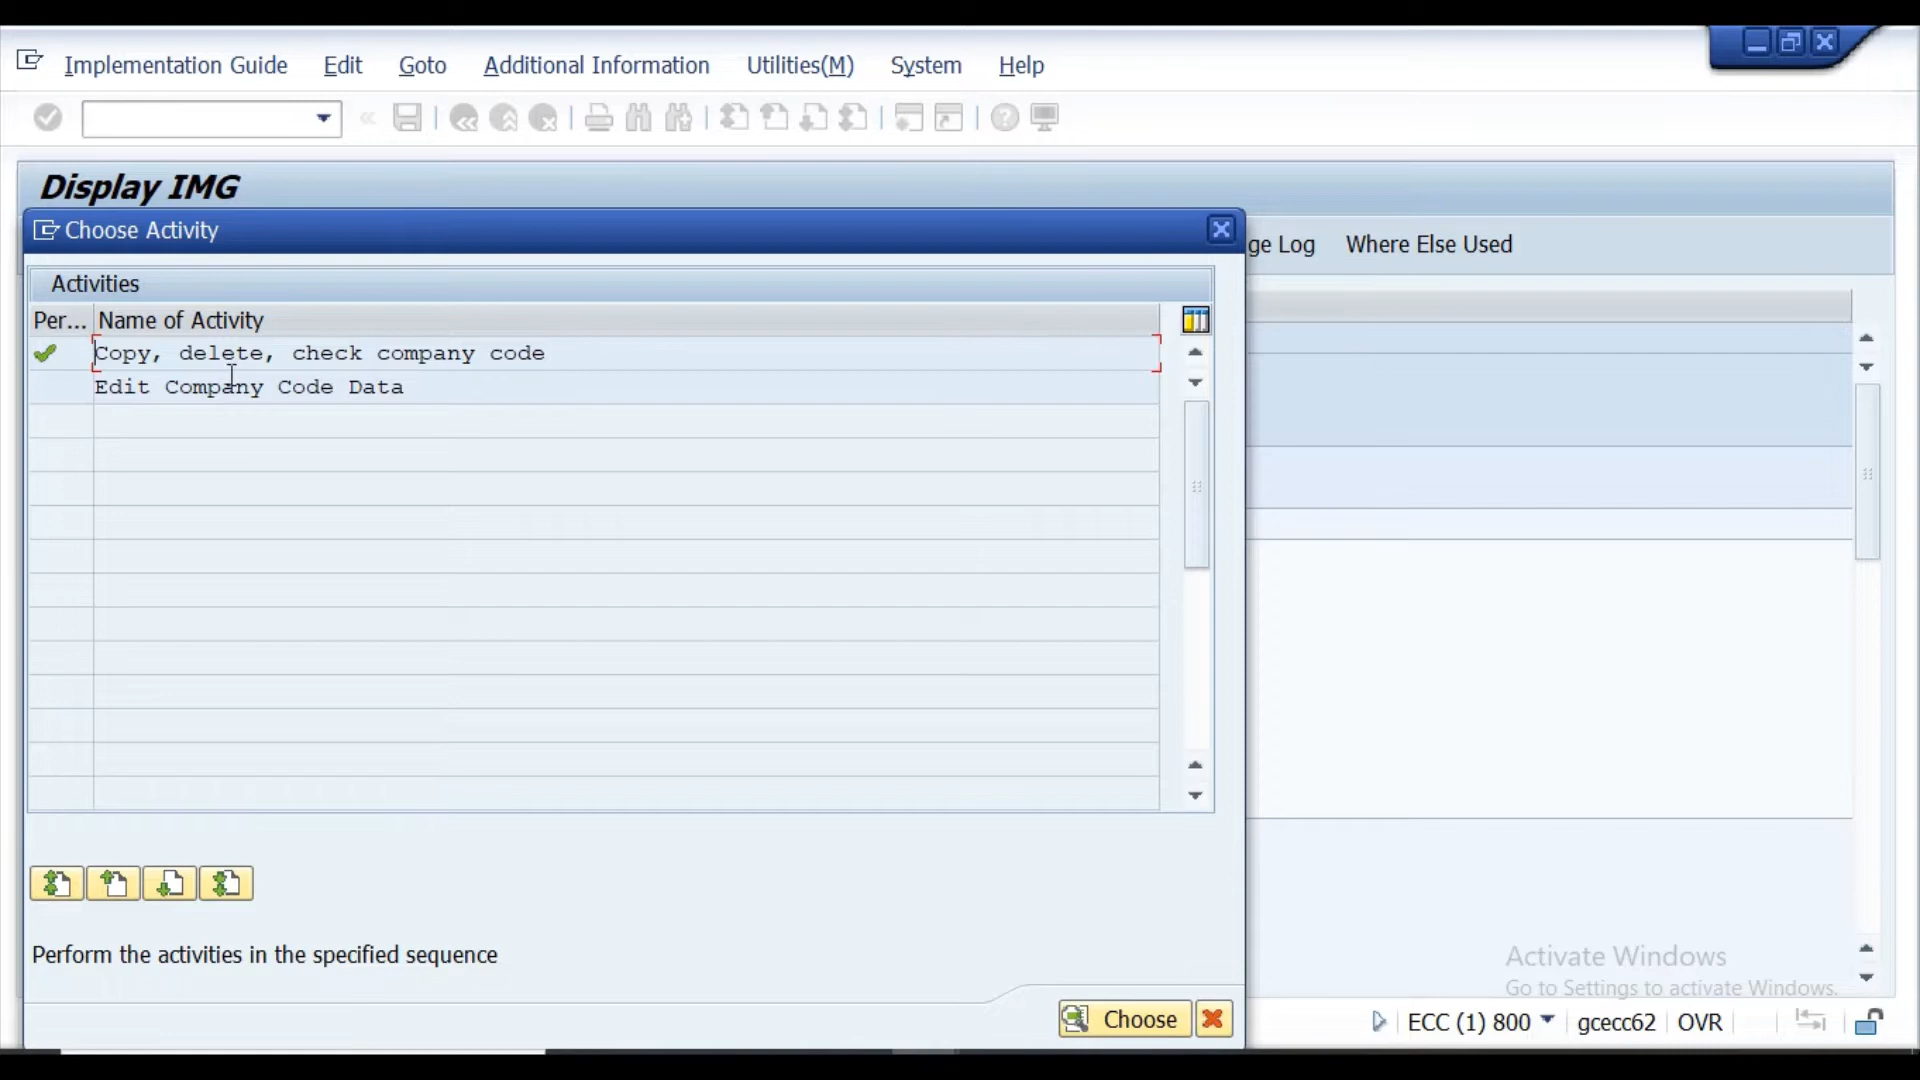 Implementation Guide Edit Goto Additional Information Utilities(M) System Help
Display IMG
Choose Activity
ge Log Where Else Used
Activities
Per... Name of Activity
Copy, delete, check company code
Edit Company Code Data
Perform the activities in the specified sequence
Activate Windows
Go to Settings to activate Windows.
Choose
ECC (1) 800 gcecc62 OVR